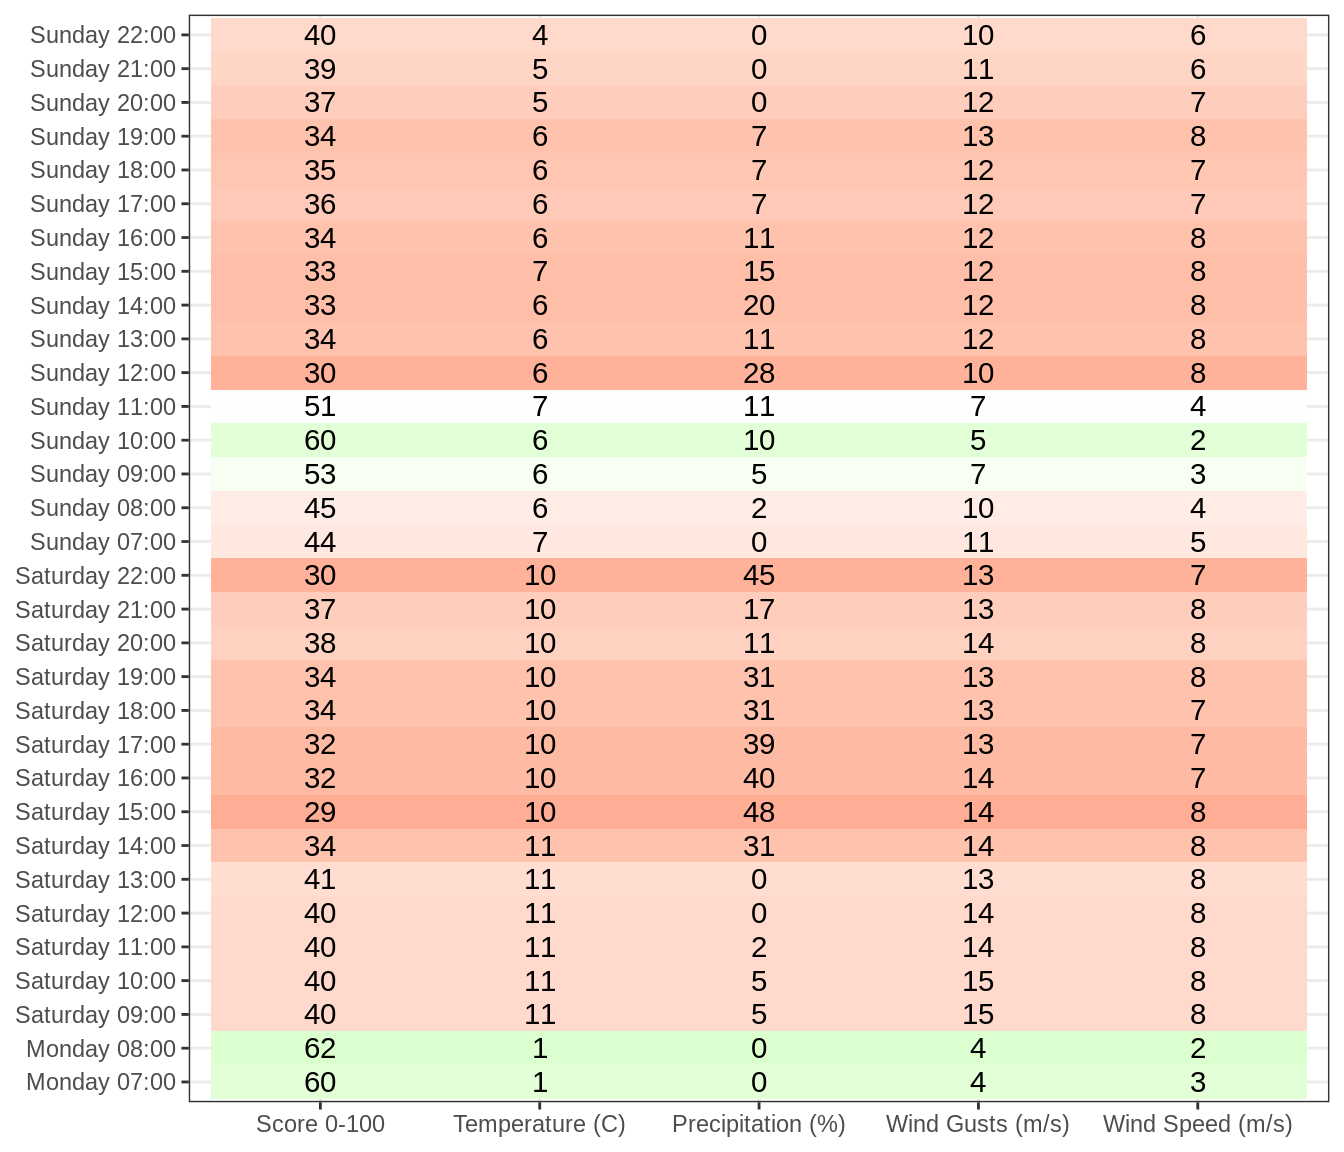 Sunday 22:00 40 4 0 10 6
Sunday 21:00 39 5 0 11 6
Sunday 20:00 37 5 0 12 7
Sunday 19:00 34 6 7 13 8
Sunday 18:00 35 6 7 12 7
Sunday 17:00 36 6 7 12 7
Sunday 16:00 34 6 11 12 8
Sunday 15:00 33 7 15 12 8
Sunday 14:00 33 6 20 12 8
Sunday 13:00 34 6 11 12 8
Sunday 12:00 30 6 28 10 8
Sunday 11:00 51 7 11 7 4
Sunday 10:00 60 6 10 5 2
Sunday 09:00 53 6 5 7 3
Sunday 08:00 45 6 2 10 4
Sunday 07:00 44 7 0 11 5
Saturday 22:00 30 10 45 13 7
Saturday 21:00 37 10 17 13 8
Saturday 20:00 38 10 11 14 8
Saturday 19:00 34 10 31 13 8
Saturday 18:00 34 10 31 13 7
Saturday 17:00 32 10 39 13 7
Saturday 16:00 32 10 40 14 7
Saturday 15:00 29 10 48 14 8
Saturday 14:00 34 11 31 14 8
Saturday 13:00 41 11 0 13 8
Saturday 12:00 40 11 0 14 8
Saturday 11:00 40 11 2 14 8
Saturday 10:00 40 11 5 15 8
Saturday 09:00 40 11 5 15 8
Monday 08:00 62 1 0 4 2
Monday 07:00 60 1 0 4 3
Score 0-100 Temperature (C) Precipitation (%) Wind Gusts (m/s) Wind Speed (m/s)